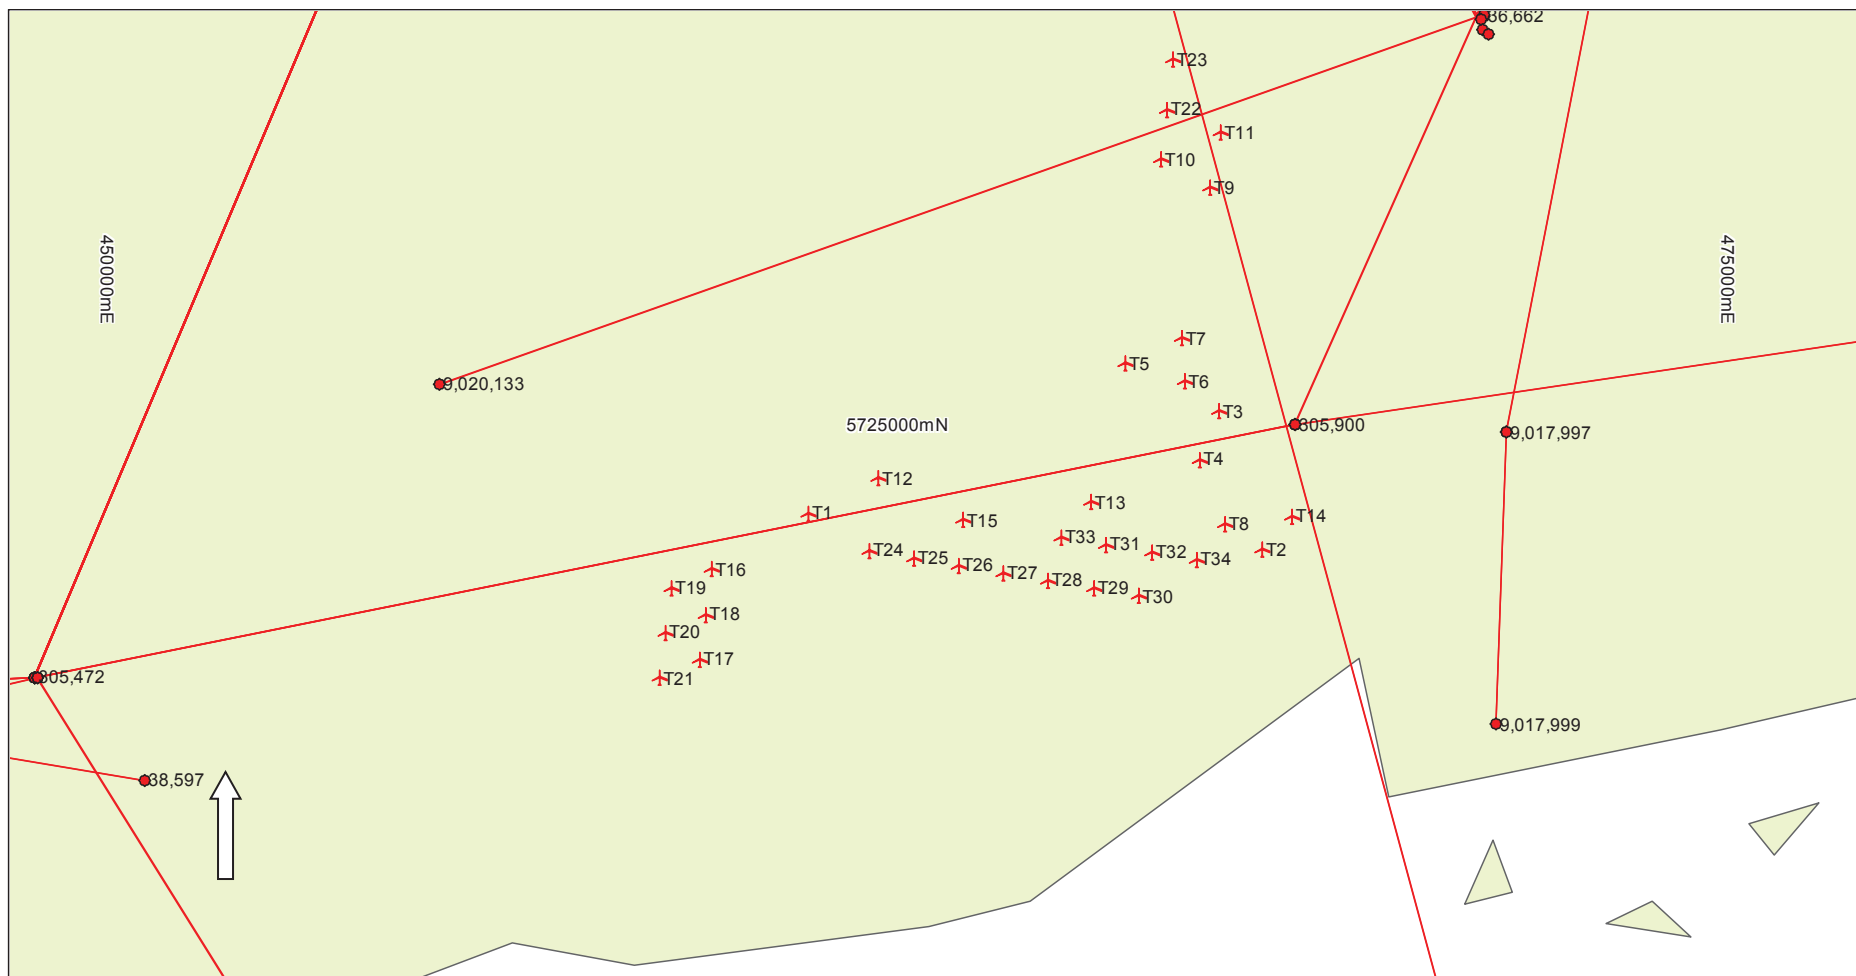 36,662
T23
T22
T11
T10
T9
450000mE
475000mE
T7
T5
T6
9,020,133
T3
5725000mN
305,900
9,017,997
T4
T12
T13
T1
T15
T14
T8
T33
T31
T2
T24
T25
T32
T34
T26
T16
T27
T28
T19
T29
T30
T18
T20
T17
305,472
T21
9,017,999
38,597